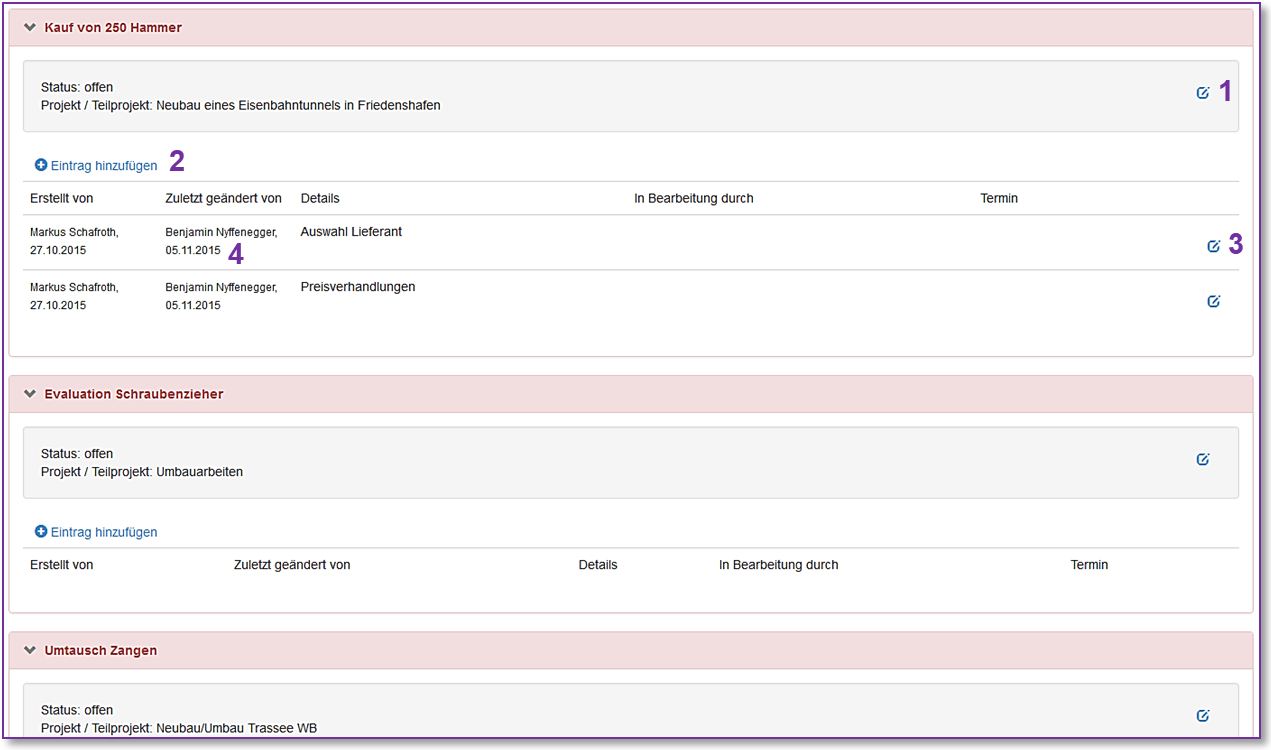 Kauf von 250 Hammer
Status: offen
1
Projekt / Teilprojekt: Neubau eines Eisenbahntunnels in Friedenshafen
Eintrag hinzufügen 2
Erstellt von Zuletzt geändert von Details In Bearbeitung durch Termin
Markus Schafroth, Benjamin Nyffenegger, Auswahl Lieferant
27.10.2015 05.11.2015 4 3
Markus Schafroth, Benjamin Nyffenegger, Preisverhandlungen
27.10.2015 05.11.2015
Evaluation Schraubenzieher
Status: offen
Projekt / Teilprojekt: Umbauarbeiten
Eintrag hinzufügen
Erstellt von Zuletzt geändert von Details In Bearbeitung durch Termin
Umtausch Zangen
Status: offen
Projekt / Teilprojekt: Neubau/Umbau Trassee WB